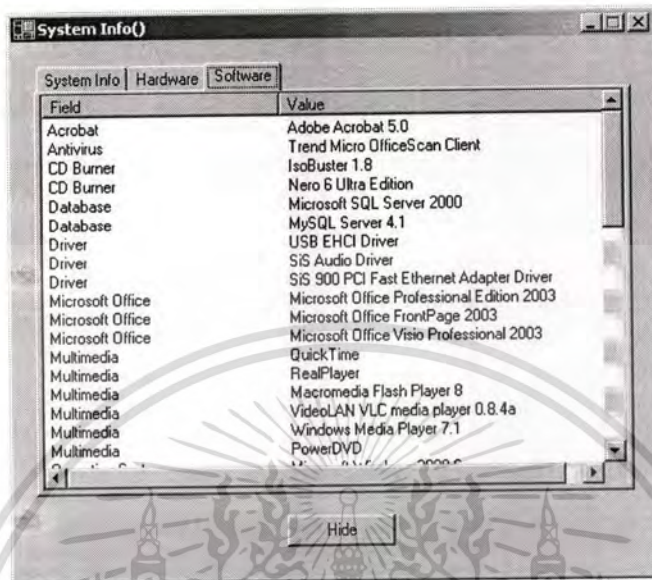 System Info()
System Info Hardware Software
Field Value
Acrobat Adobe Acrobat 5.0
Antivirus Trend Micro OfficeScan Client
CD Burner IsoBuster 1.8
CD Burner Nero 6 Ultra Edition
Database Microsoft SQL Server 2000
Database MySQL Server 4.1
Driver USB EHCI Driver
Driver SiS Audio Driver
Driver SiS 900 PCI Fast Ethernet Adapter Driver
Microsoft Office Microsoft Office Professional Edition 2003
Microsoft Office Microsoft Office FrontPage 2003
Microsoft Office Microsoft Office Visio Professional 2003
Multimedia QuickTime
Multimedia RealPlayer
Multimedia Macromedia Flash Player 8
Multimedia VideoLAN VLC media player 0.8.4a
Multimedia Windows Media Player 7.1
Multimedia PowerDVD
Hide